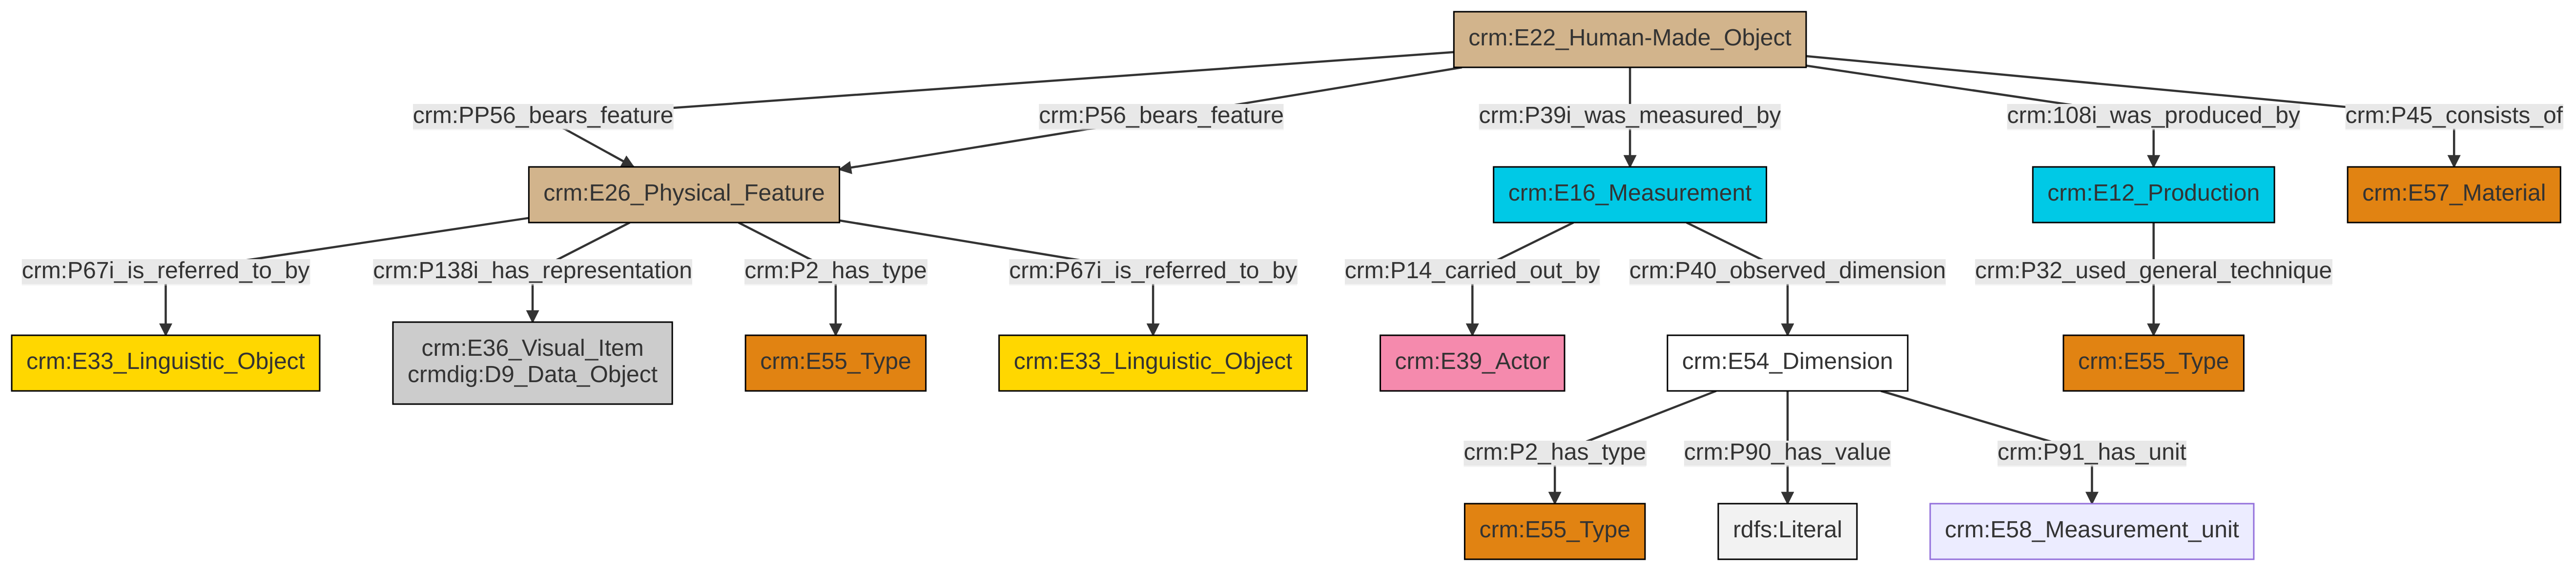 crm:E22_Human-Made_Object
crm:PP56_bears_feature
crm:P56_bears_feature
crm:P39i_was_measured_by
crm:108i_was_produced_by
crm:P45_consists_of
crm:E26_Physical_Feature
crm:E16_Measurement
crm:E12_Production
crm:E57_Material
crm:P67i_is_referred_to_by
crm:P138i_has_representation
crm:P2_has_type
crm:P67i_is_referred_to_by
crm:P14_carried_out_by
crm:P40_observed_dimension
crm:P32_used_general_technique
crm:E33_Linguistic_Object
crm:E36_Visual_Item
crmdig:D9_Data_Object
crm:E55_Type
crm:E33_Linguistic_Object
crm:E39_Actor
crm:E54_Dimension
crm:E55_Type
crm:P2_has_type
crm:P90_has_value
crm:P91_has_unit
crm:E55_Type
rdfs:Literal
crm:E58_Measurement_unit